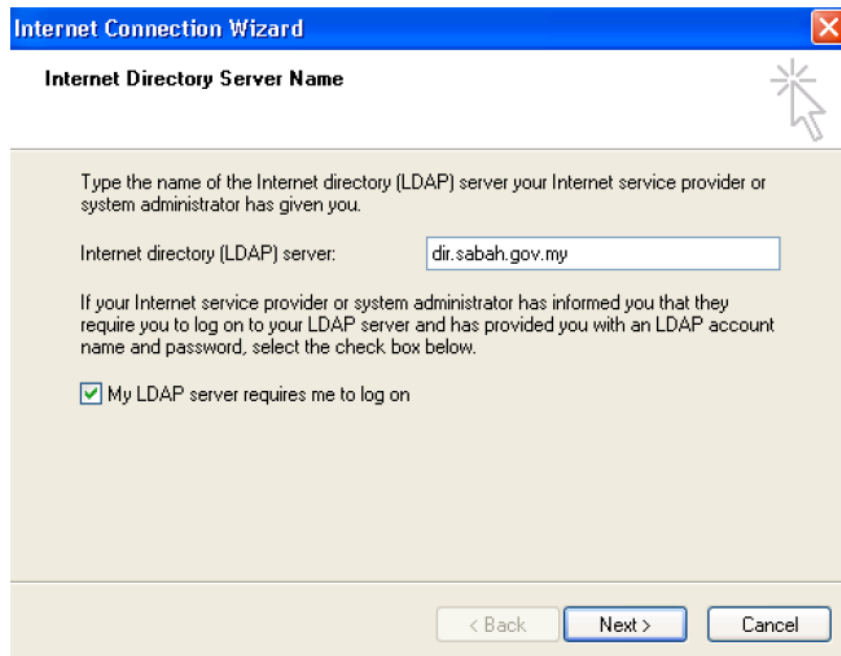 Internet Connection Wizard
Internet Directory Server Name
Type the name of the Internet directory (LDAP) server your Internet service provider or
system administrator has given you.
Internet directory (LDAP) server: dir.sabah.gov.my
If your Internet service provider or system administrator has informed you that they
require you to log on to your LDAP server and has provided you with an LDAP account
name and password, select the check box below.
My LDAP server requires me to log on
< Back Next > Cancel